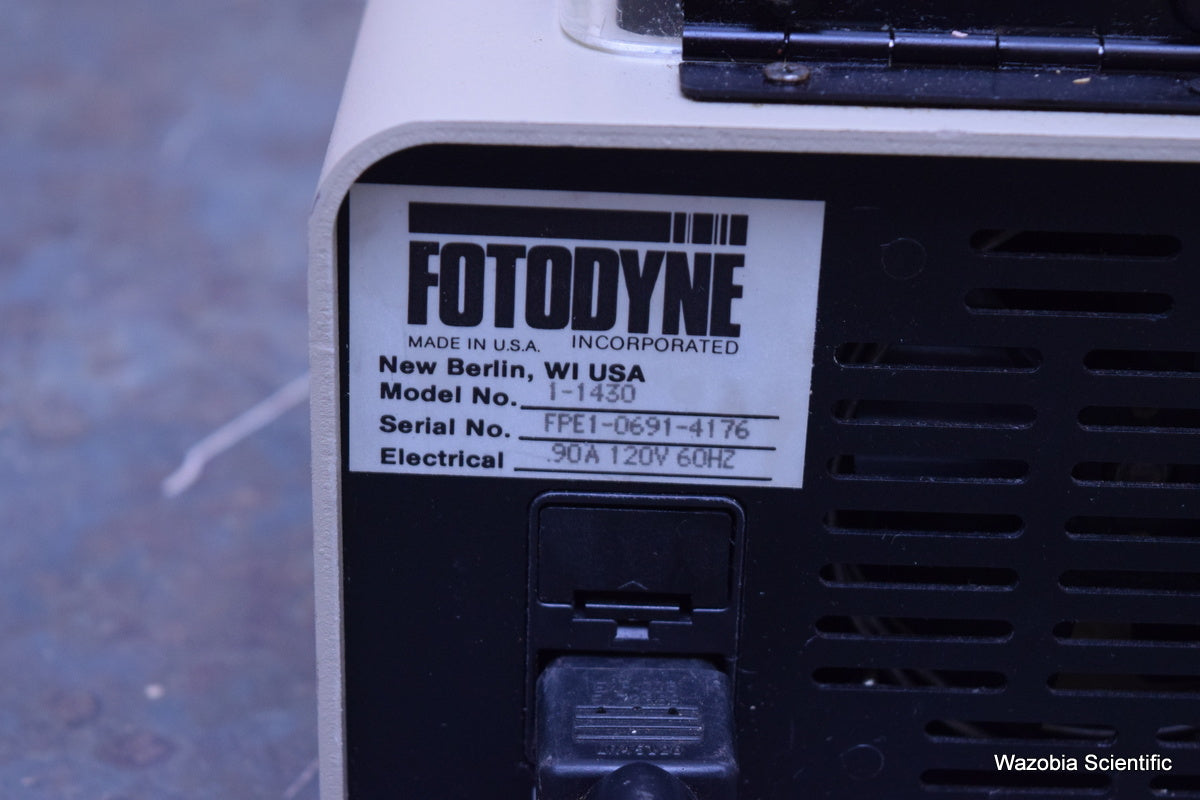 FOTODYNE
MADE IN U.S.A. INCORPORATED
New Berlin, WI USA
Model No. 1-1430
Serial No. FPE1-0691-4176
Electrical .90A 120V 60HZ
Wazobia Scientific